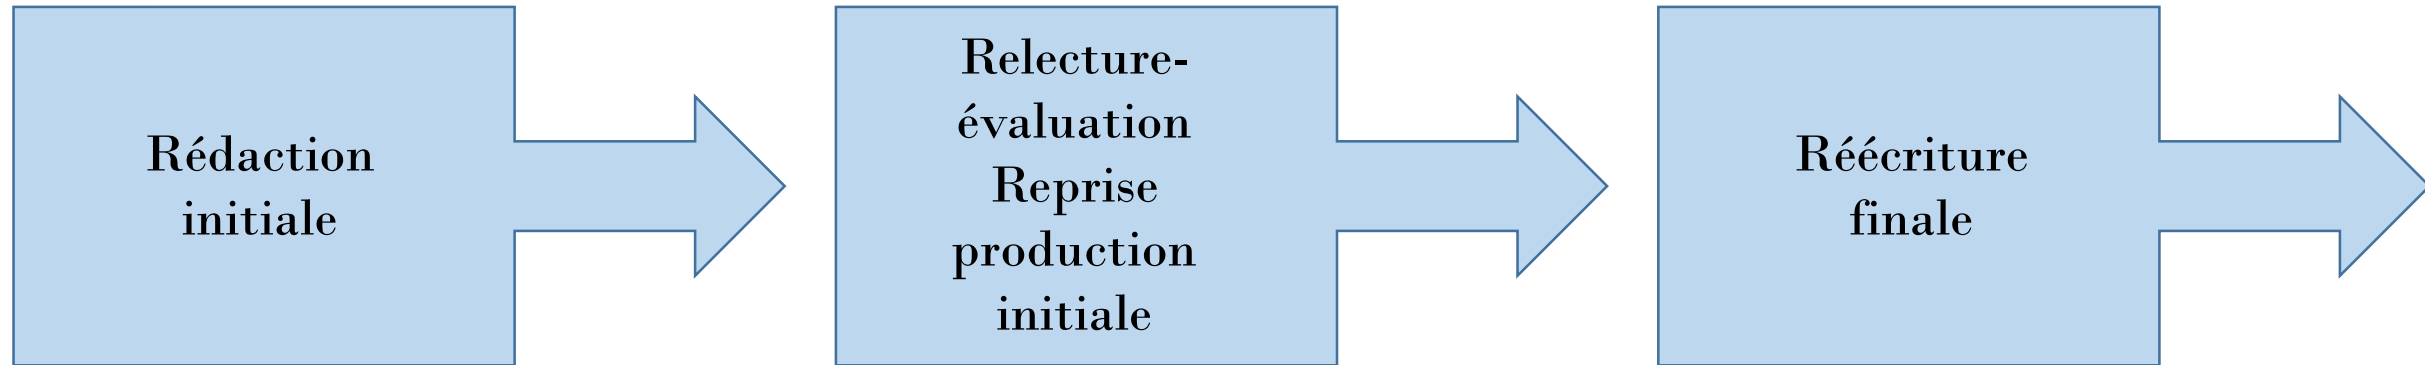 Rédaction
initiale
Relecture-
évaluation
Reprise
production
initiale
Réécriture
finale